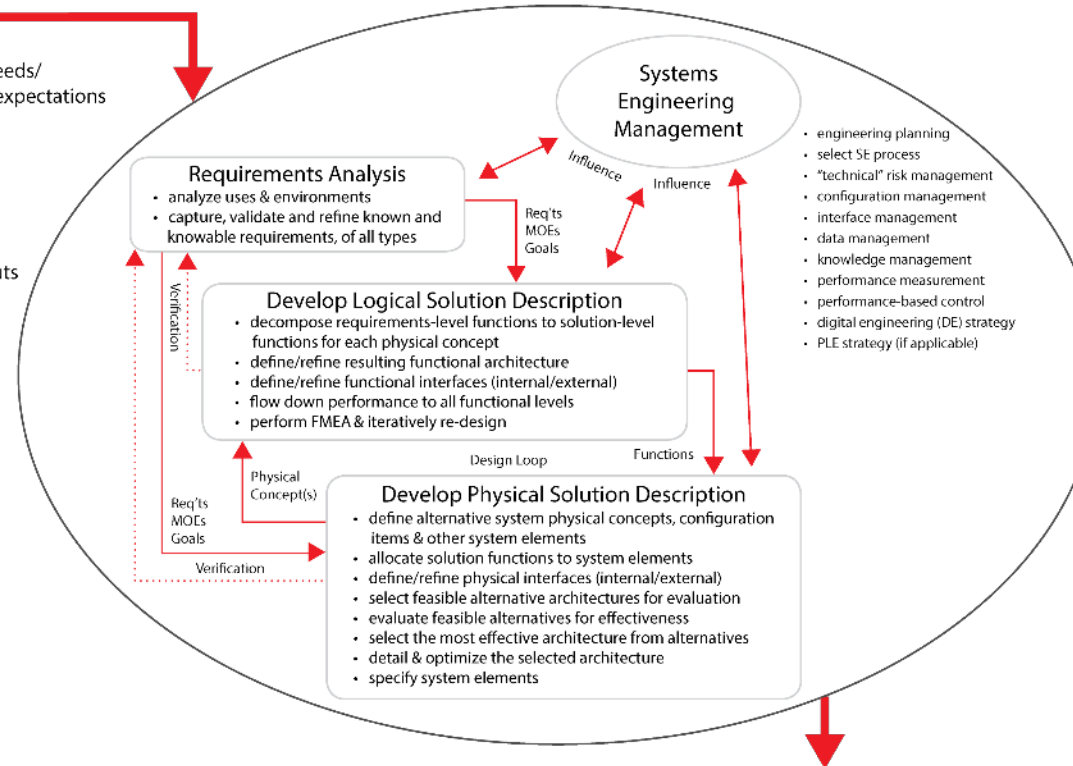 eeds/
expectations
Systems
Engineering
Management
• engineering planning
• select SE process
• "technical" risk management
• configuration management
• interface management
• data management
• knowledge management
• performance measurement
• performance-based control
• digital engineering (DE) strategy
• PLE strategy (if applicable)
Influence
Influence
Requirements Analysis
• analyze uses & environments
• capture, validate and refine known and
knowable requirements, of all types
Req'ts
MOEs
Goals
Verification
Develop Logical Solution Description
• decompose requirements-level functions to solution-level
functions for each physical concept
• define/refine resulting functional architecture
• define/refine functional interfaces (internal/external)
• flow down performance to all functional levels
• perform FMEA & iteratively re-design
Design Loop
Functions
Physical
Concept(s)
Req'ts
MOEs
Goals
Verification
Develop Physical Solution Description
• define alternative system physical concepts, configuration
items & other system elements
• allocate solution functions to system elements
• define/refine physical interfaces (internal/external)
• select feasible alternative architectures for evaluation
• evaluate feasible alternatives for effectiveness
• select the most effective architecture from alternatives
• detail & optimize the selected architecture
• specify system elements